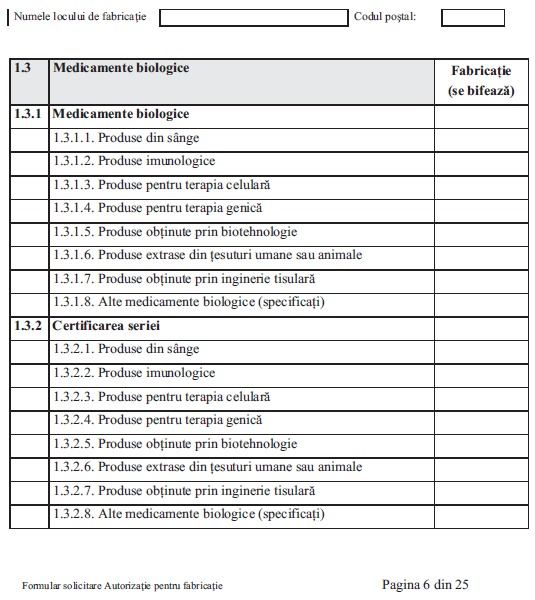 Numele locului de fabricație Codul poștal:
1.3 Medicamente biologice Fabricație
(se bifează)
1.3.1 Medicamente biologice
1.3.1.1. Produse din sânge
1.3.1.2. Produse imunologice
1.3.1.3. Produse pentru terapia celulară
1.3.1.4. Produse pentru terapia genică
1.3.1.5. Produse obținute prin biotehnologie
1.3.1.6. Produse extrase din țesuturi umane sau animale
1.3.1.7. Produse obținute prin inginerie tisulară
1.3.1.8. Alte medicamente biologice (specificați)
1.3.2 Certificarea seriei
1.3.2.1. Produse din sânge
1.3.2.2. Produse imunologice
1.3.2.3. Produse pentru terapia celulară
1.3.2.4. Produse pentru terapia genică
1.3.2.5. Produse obținute prin biotehnologie
1.3.2.6. Produse extrase din țesuturi umane sau animale
1.3.2.7. Produse obținute prin inginerie tisulară
1.3.2.8. Alte medicamente biologice (specificați)
Formular solicitare Autorizație pentru fabricație Pagina 6 din 25